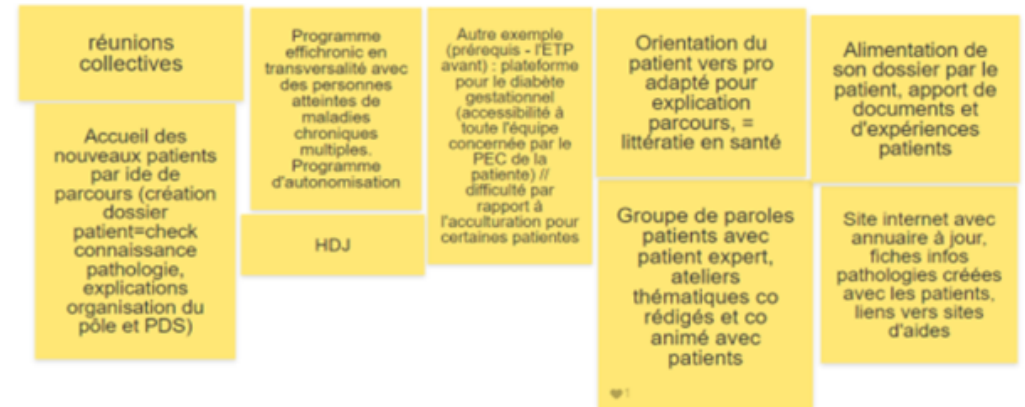 réunions
collectives
Accueil des
nouveaux patients
par ide de
parcours (création
dossier
patient=check
connaissance
pathologie,
explications
organisation du
pôle et PDS)
Programme
effichronic en
transversalité avec
des personnes
atteintes de
maladies
chroniques
multiples.
Programme
d'autonomisation
HDJ
Autre exemple
(prérequis - l'ETP
avant) : plateforme
pour le diabète
gestationnel
(accessibilité à
toute l'équipe
concernée par le
PEC de la
patiente) //
difficulté par
rapport à
l'acculturation pour
certaines patientes
Orientation du
patient vers pro
adapté pour
explication
parcours, =
littératie en santé
Groupe de paroles
patients avec
patient expert,
ateliers
thématiques co
rédigés et co
animé avec
patients
1
Alimentation de
son dossier par le
patient, apport de
documents et
d'expériences
patients
Site internet avec
annuaire à jour,
fiches infos
pathologies créées
avec les patients,
liens vers sites
d'aides